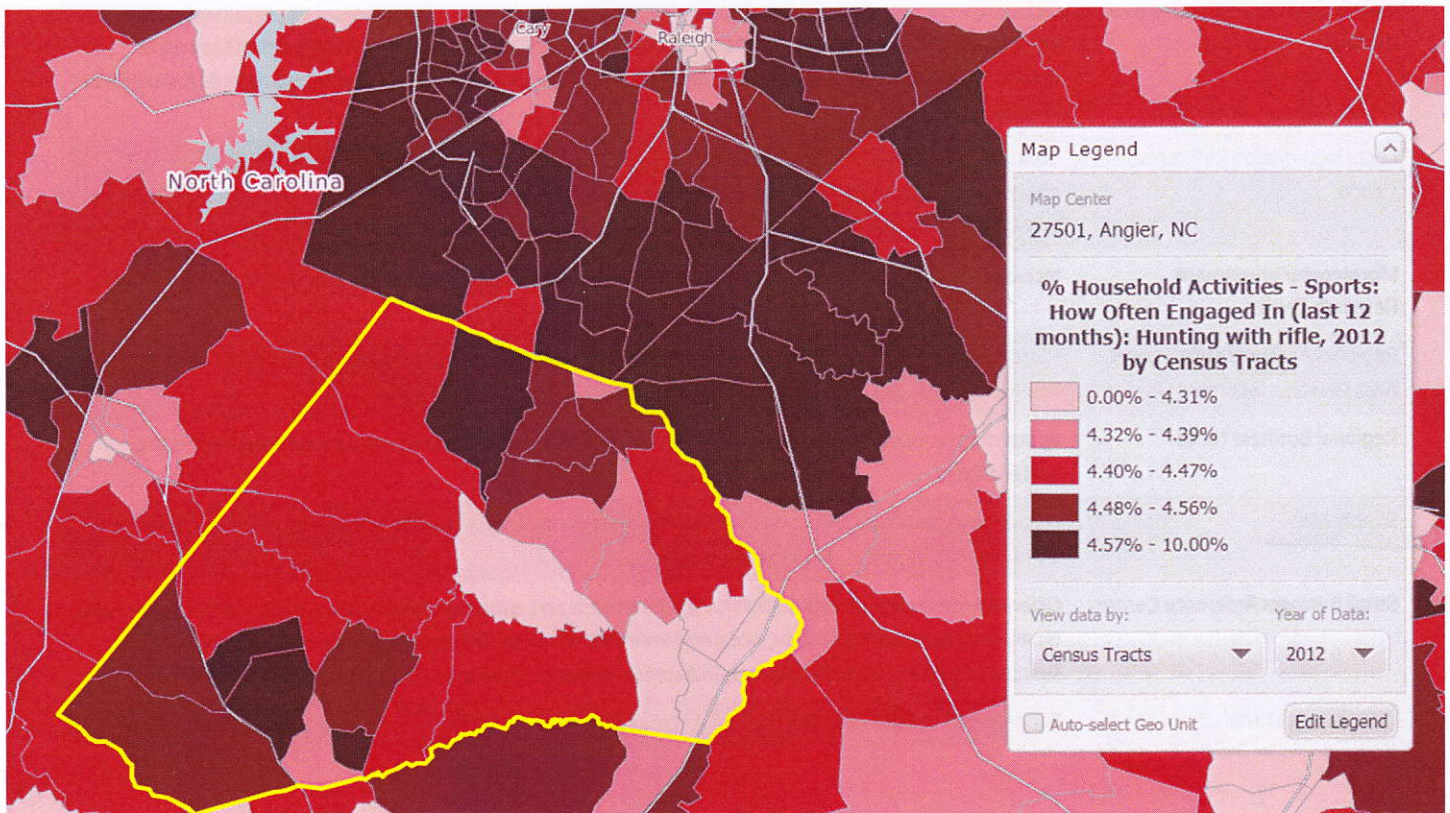 Cary
Raleigh
North Carolina
Map Legend
Map Center
27501, Angier, NC
% Household Activities - Sports:
How Often Engaged In (last 12
months): Hunting with rifle, 2012
by Census Tracts
0.00% - 4.31%
4.32% - 4.39%
4.40% - 4.47%
4.48% - 4.56%
4.57% - 10.00%
View data by:
Year of Data:
Census Tracts
2012
Auto-select Geo Unit
Edit Legend